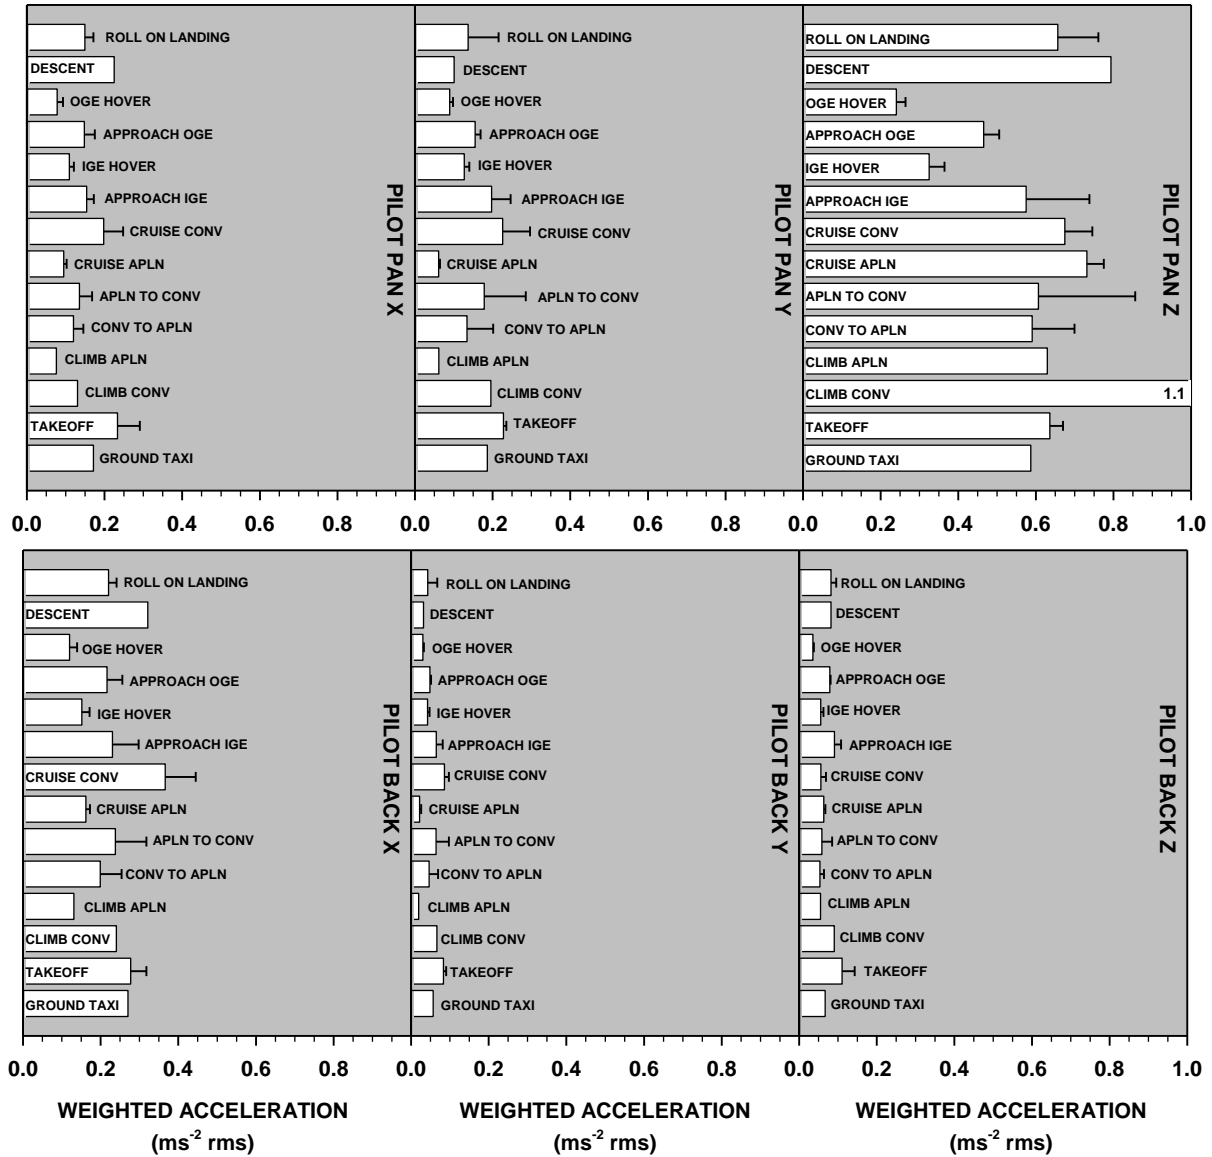 ROLL ON LANDING
DESCENT
OGE HOVER
APPROACH OGE
IGE HOVER
APPROACH IGE
CRUISE CONV
CRUISE APLN
APLN TO CONV
CONV TO APLN
CLIMB APLN
CLIMB CONV
TAKEOFF
GROUND TAXI
PILOT PAN X
ROLL ON LANDING
DESCENT
OGE HOVER
APPROACH OGE
IGE HOVER
APPROACH IGE
CRUISE CONV
CRUISE APLN
APLN TO CONV
CONV TO APLN
CLIMB APLN
CLIMB CONV
TAKEOFF
GROUND TAXI
PILOT PAN Y
ROLL ON LANDING
DESCENT
OGE HOVER
APPROACH OGE
IGE HOVER
APPROACH IGE
CRUISE CONV
CRUISE APLN
APLN TO CONV
CONV TO APLN
CLIMB APLN
CLIMB CONV 1.1
TAKEOFF
GROUND TAXI
PILOT PAN Z
0.0 0.2 0.4 0.6 0.8 0.0 0.2 0.4 0.6 0.8 0.0 0.2 0.4 0.6 0.8 1.0
ROLL ON LANDING
DESCENT
OGE HOVER
APPROACH OGE
IGE HOVER
APPROACH IGE
CRUISE CONV
CRUISE APLN
APLN TO CONV
CONV TO APLN
CLIMB APLN
CLIMB CONV
TAKEOFF
GROUND TAXI
PILOT BACK X
ROLL ON LANDING
DESCENT
OGE HOVER
APPROACH OGE
IGE HOVER
APPROACH IGE
CRUISE CONV
CRUISE APLN
APLN TO CONV
CONV TO APLN
CLIMB APLN
CLIMB CONV
TAKEOFF
GROUND TAXI
PILOT BACK Y
ROLL ON LANDING
DESCENT
OGE HOVER
APPROACH OGE
IGE HOVER
APPROACH IGE
CRUISE CONV
CRUISE APLN
APLN TO CONV
CONV TO APLN
CLIMB APLN
CLIMB CONV
TAKEOFF
GROUND TAXI
PILOT BACK Z
0.0 0.2 0.4 0.6 0.8 0.0 0.2 0.4 0.6 0.8 0.0 0.2 0.4 0.6 0.8 1.0
WEIGHTED ACCELERATION
(ms⁻² rms)
WEIGHTED ACCELERATION
(ms⁻² rms)
WEIGHTED ACCELERATION
(ms⁻² rms)